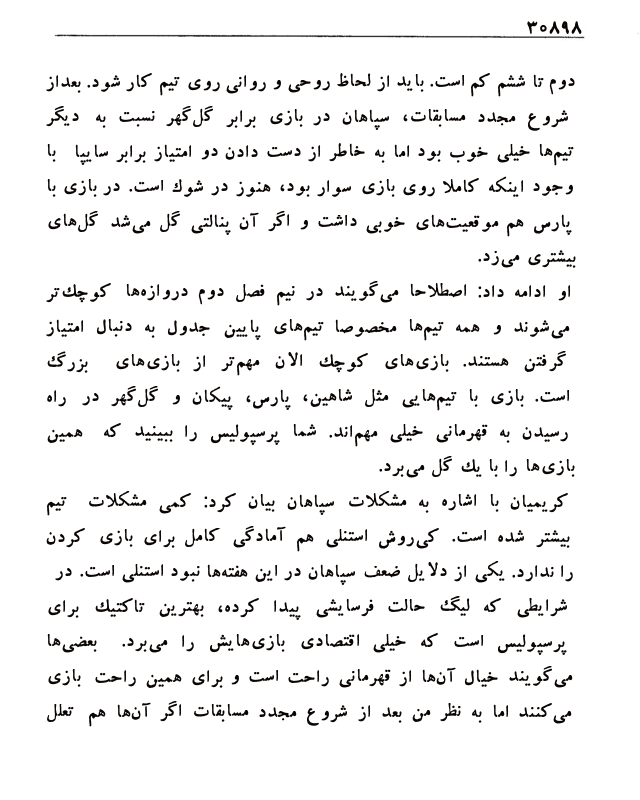 ۳۰۸۹۸
دوم تا ششم کم است. باید از لحاظ روحی و روانی روی تیم کار شود. بعداز
شروع مجدد مسابقات، سپاهان در بازی برابر گل‌گهر نسبت به دیگر
تیم‌ها خیلی خوب بود اما به خاطر از دست دادن دو امتیاز برابر سایپا با
وجود اینکه کاملا روی بازی سوار بود، هنوز در شوك است. در بازی با
پارس هم موقعیت‌های خوبی داشت و اگر آن پنالتی گل می‌شد گل‌های
بیشتری می‌زد.
او ادامه داد: اصطلاحا می‌گویند در نیم فصل دوم دروازه‌ها کوچك‌تر
می‌شوند و همه تیم‌ها مخصوصا تیم‌های پایین جدول به دنبال امتیاز
گرفتن هستند. بازی‌های کوچك الان مهم‌تر از بازی‌های بزرگ
است. بازی با تیم‌هایی مثل شاهین، پارس، پیکان و گل‌گهر در راه
رسیدن به قهرمانی خیلی مهم‌اند. شما پرسپولیس را ببینید که همین
بازی‌ها را با یك گل می‌برد.
کریمیان با اشاره به مشکلات سپاهان بیان کرد: کمی مشکلات تیم
بیشتر شده است. کی‌روش استنلی هم آمادگی کامل برای بازی کردن
را ندارد. یکی از دلایل ضعف سپاهان در این هفته‌ها نبود استنلی است. در
شرایطی که لیگ حالت فرسایشی پیدا کرده، بهترین تاکتیك برای
پرسپولیس است که خیلی اقتصادی بازی‌هایش را می‌برد. بعضی‌ها
می‌گویند خیال آن‌ها از قهرمانی راحت است و برای همین راحت بازی
می‌کنند اما به نظر من بعد از شروع مجدد مسابقات اگر آن‌ها هم تعلل